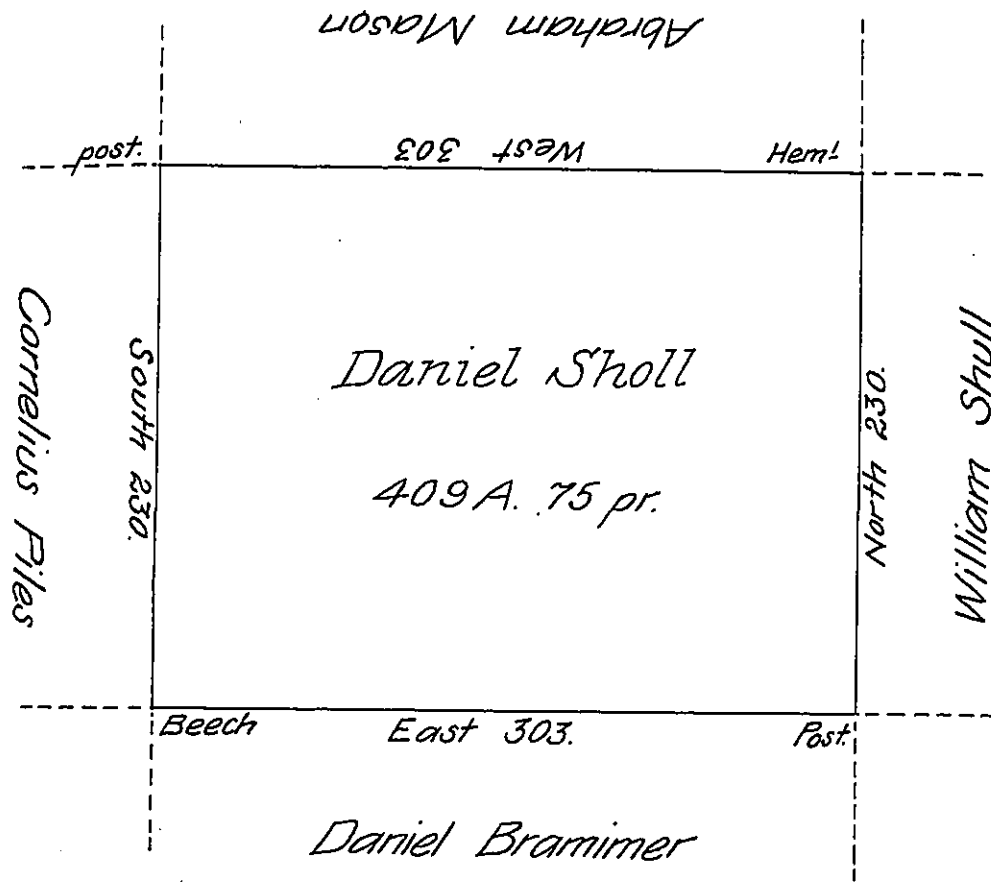 Abraham Mason
post.
West 303
Hem!
Cornelius Piles
South 230.
Daniel Sholl
409 A. 75 pr.
North 230.
William Shull
Beech
East 303.
Post.
Daniel Bramimer